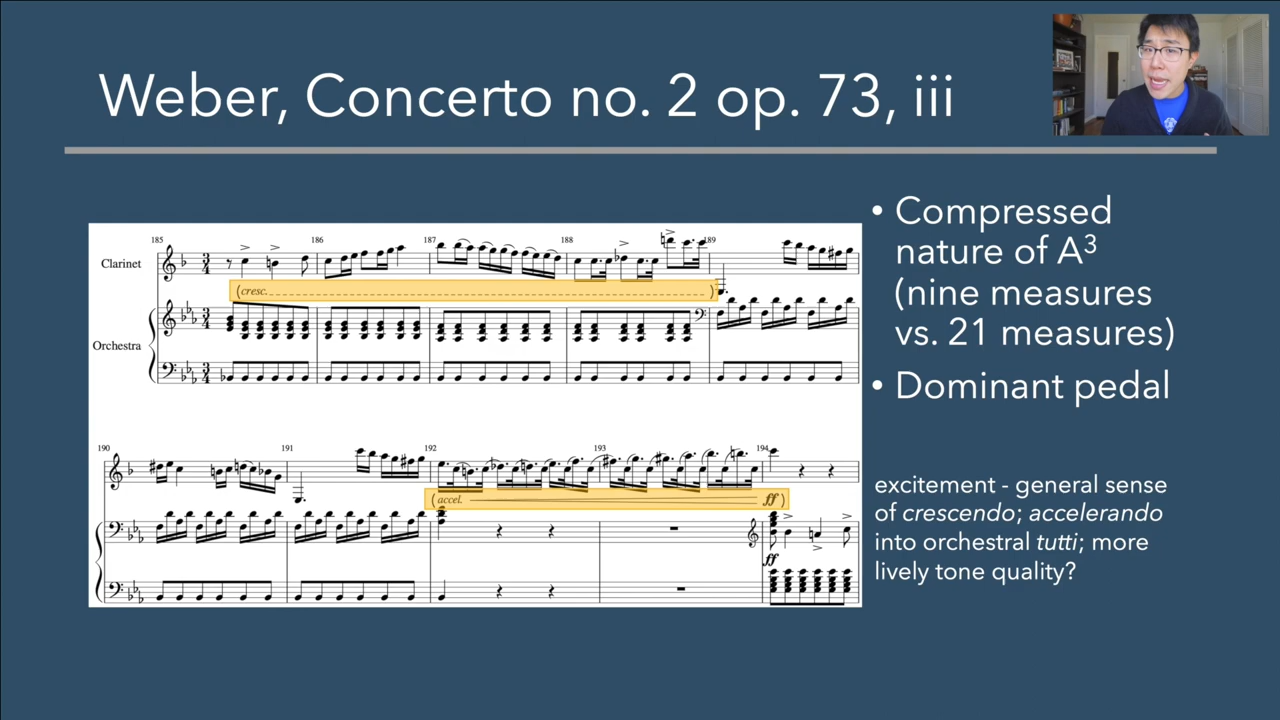 Weber, Concerto no. 2 op. 73, iii
• Compressed
nature of A³
(nine measures
vs. 21 measures)
• Dominant pedal
excitement - general sense
of crescendo; accelerando
into orchestral tutti; more
lively tone quality?
185 186 187 188 189
Clarinet
(cresc. )
Orchestra
190 191 192 193 194
(accel. ff)
ff